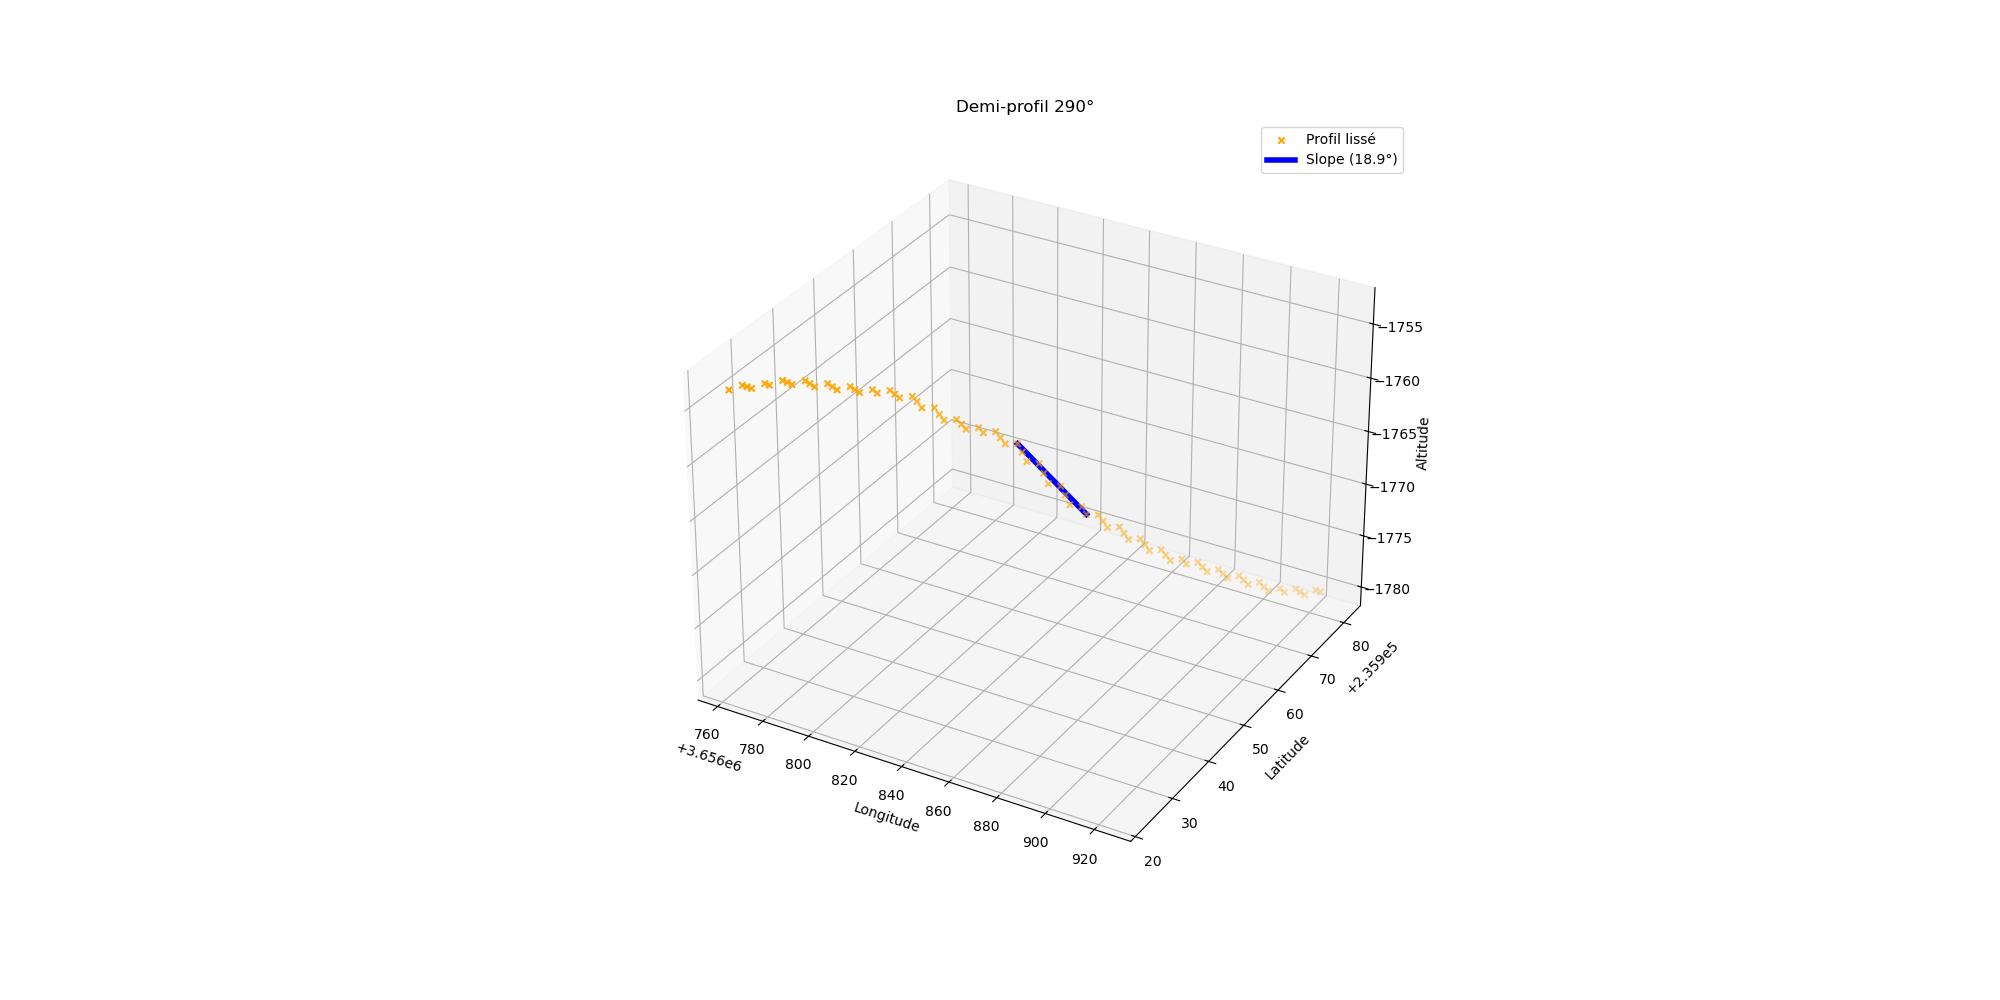 Demi-profil 290°
Profil lissé
Slope (18.9°)
−1755
−1760
−1765
−1770
−1775
−1780
Altitude
80
70
60
50
40
30
20
+2.359e5
Latitude
760
780
800
820
840
860
880
900
920
+3.656e6
Longitude